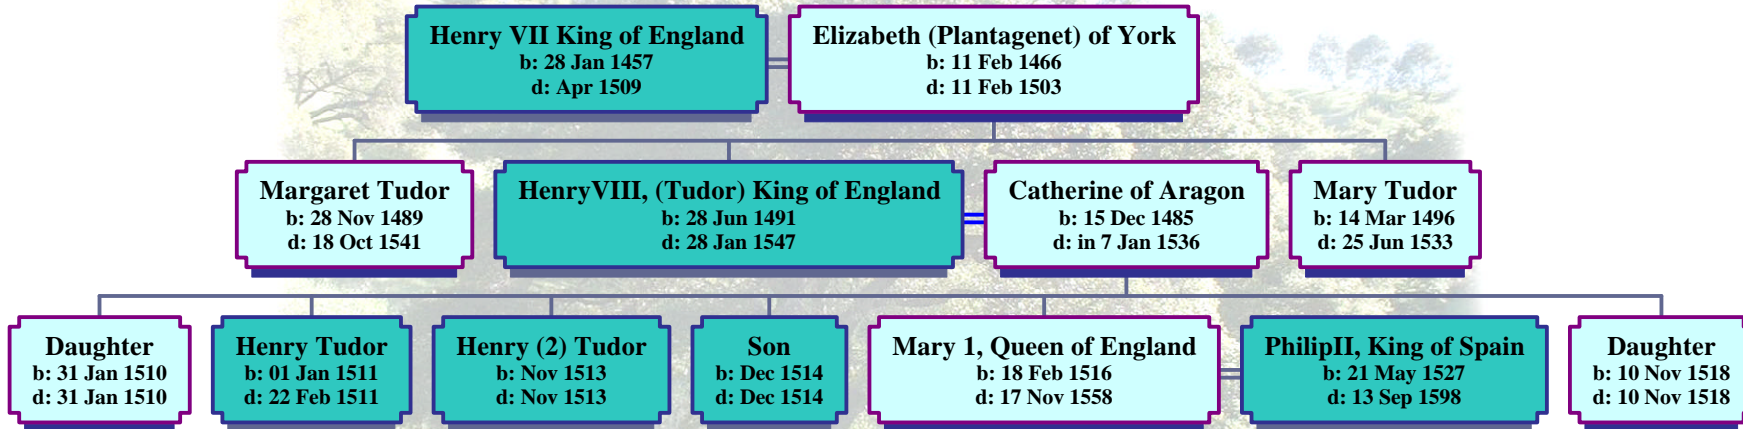 Henry VII King of England
b: 28 Jan 1457
d: Apr 1509
Elizabeth (Plantagenet) of York
b: 11 Feb 1466
d: 11 Feb 1503
Margaret Tudor
b: 28 Nov 1489
d: 18 Oct 1541
HenryVIII, (Tudor) King of England
b: 28 Jun 1491
d: 28 Jan 1547
Catherine of Aragon
b: 15 Dec 1485
d: in 7 Jan 1536
Mary Tudor
b: 14 Mar 1496
d: 25 Jun 1533
Daughter
b: 31 Jan 1510
d: 31 Jan 1510
Henry Tudor
b: 01 Jan 1511
d: 22 Feb 1511
Henry (2) Tudor
b: Nov 1513
d: Nov 1513
Son
b: Dec 1514
d: Dec 1514
Mary 1, Queen of England
b: 18 Feb 1516
d: 17 Nov 1558
PhilipII, King of Spain
b: 21 May 1527
d: 13 Sep 1598
Daughter
b: 10 Nov 1518
d: 10 Nov 1518